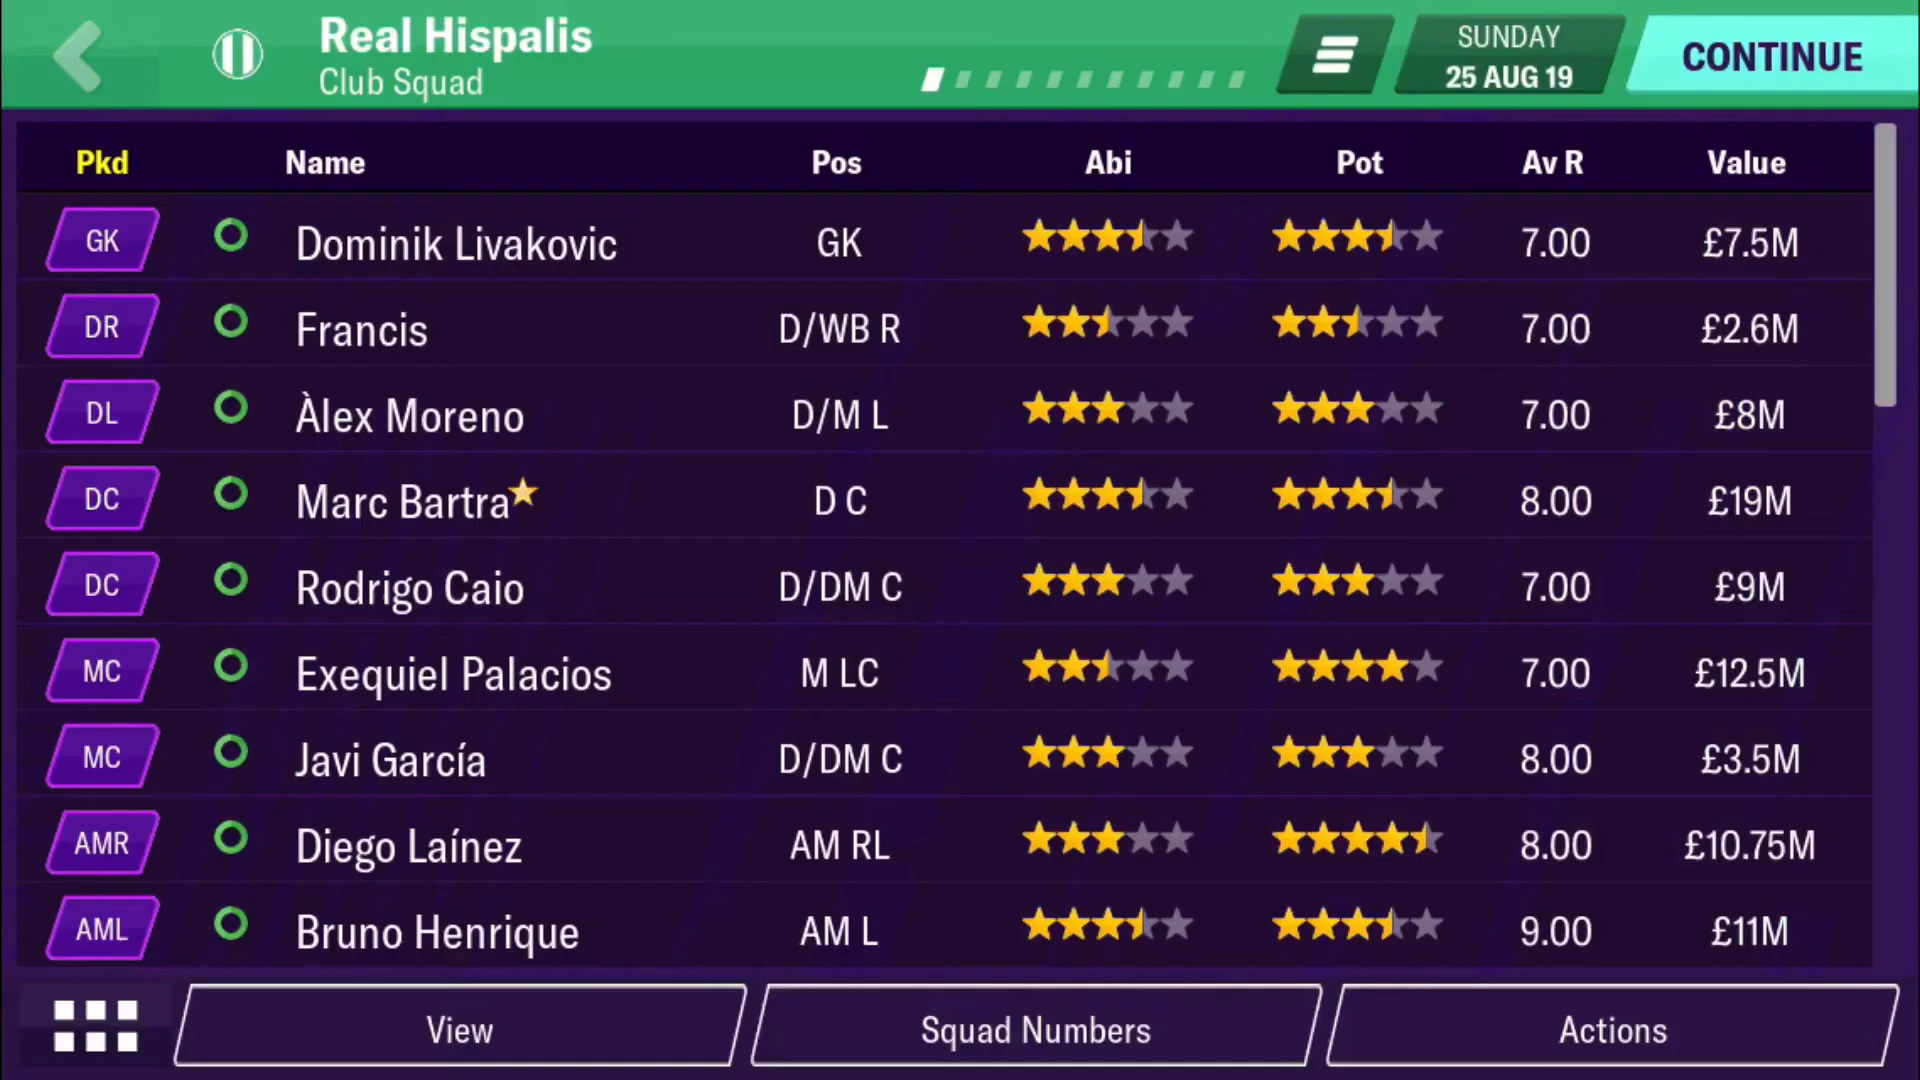 Real Hispalis
Club Squad
SUNDAY
25 AUG 19
CONTINUE
Pkd Name Pos Abi Pot Av R Value
GK Dominik Livakovic GK 7.00 £7.5M
DR Francis D/WB R 7.00 £2.6M
DL Àlex Moreno D/M L 7.00 £8M
DC Marc Bartra D C 8.00 £19M
DC Rodrigo Caio D/DM C 7.00 £9M
MC Exequiel Palacios M LC 7.00 £12.5M
MC Javi García D/DM C 8.00 £3.5M
AMR Diego Laínez AM RL 8.00 £10.75M
AML Bruno Henrique AM L 9.00 £11M
View Squad Numbers Actions